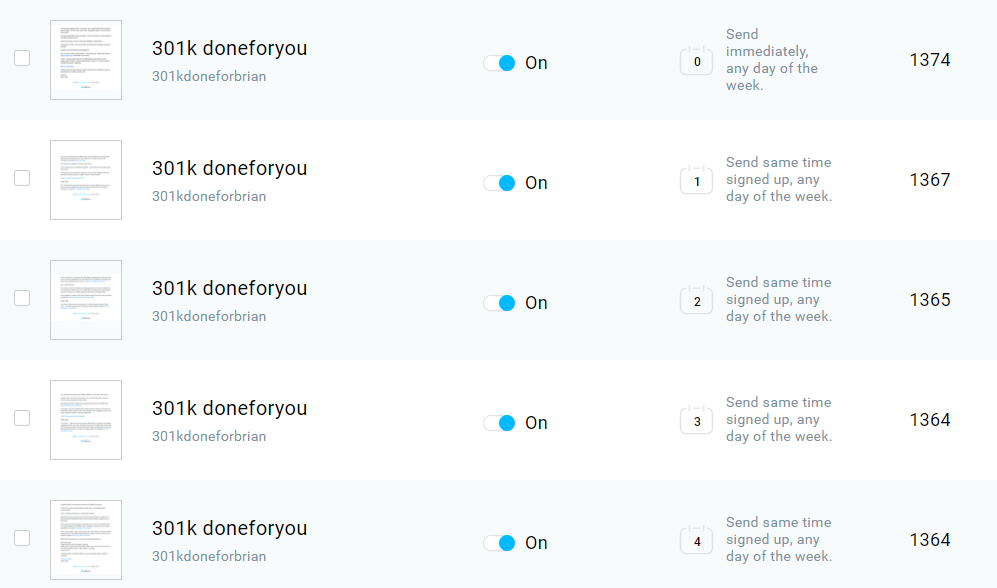 301k doneforyou
301kdoneforbrian
On
0
Send
immediately,
any day of the
week.
1374
301k doneforyou
301kdoneforbrian
On
1
Send same time
signed up, any
day of the week.
1367
301k doneforyou
301kdoneforbrian
On
2
Send same time
signed up, any
day of the week.
1365
301k doneforyou
301kdoneforbrian
On
3
Send same time
signed up, any
day of the week.
1364
301k doneforyou
301kdoneforbrian
On
4
Send same time
signed up, any
day of the week.
1364